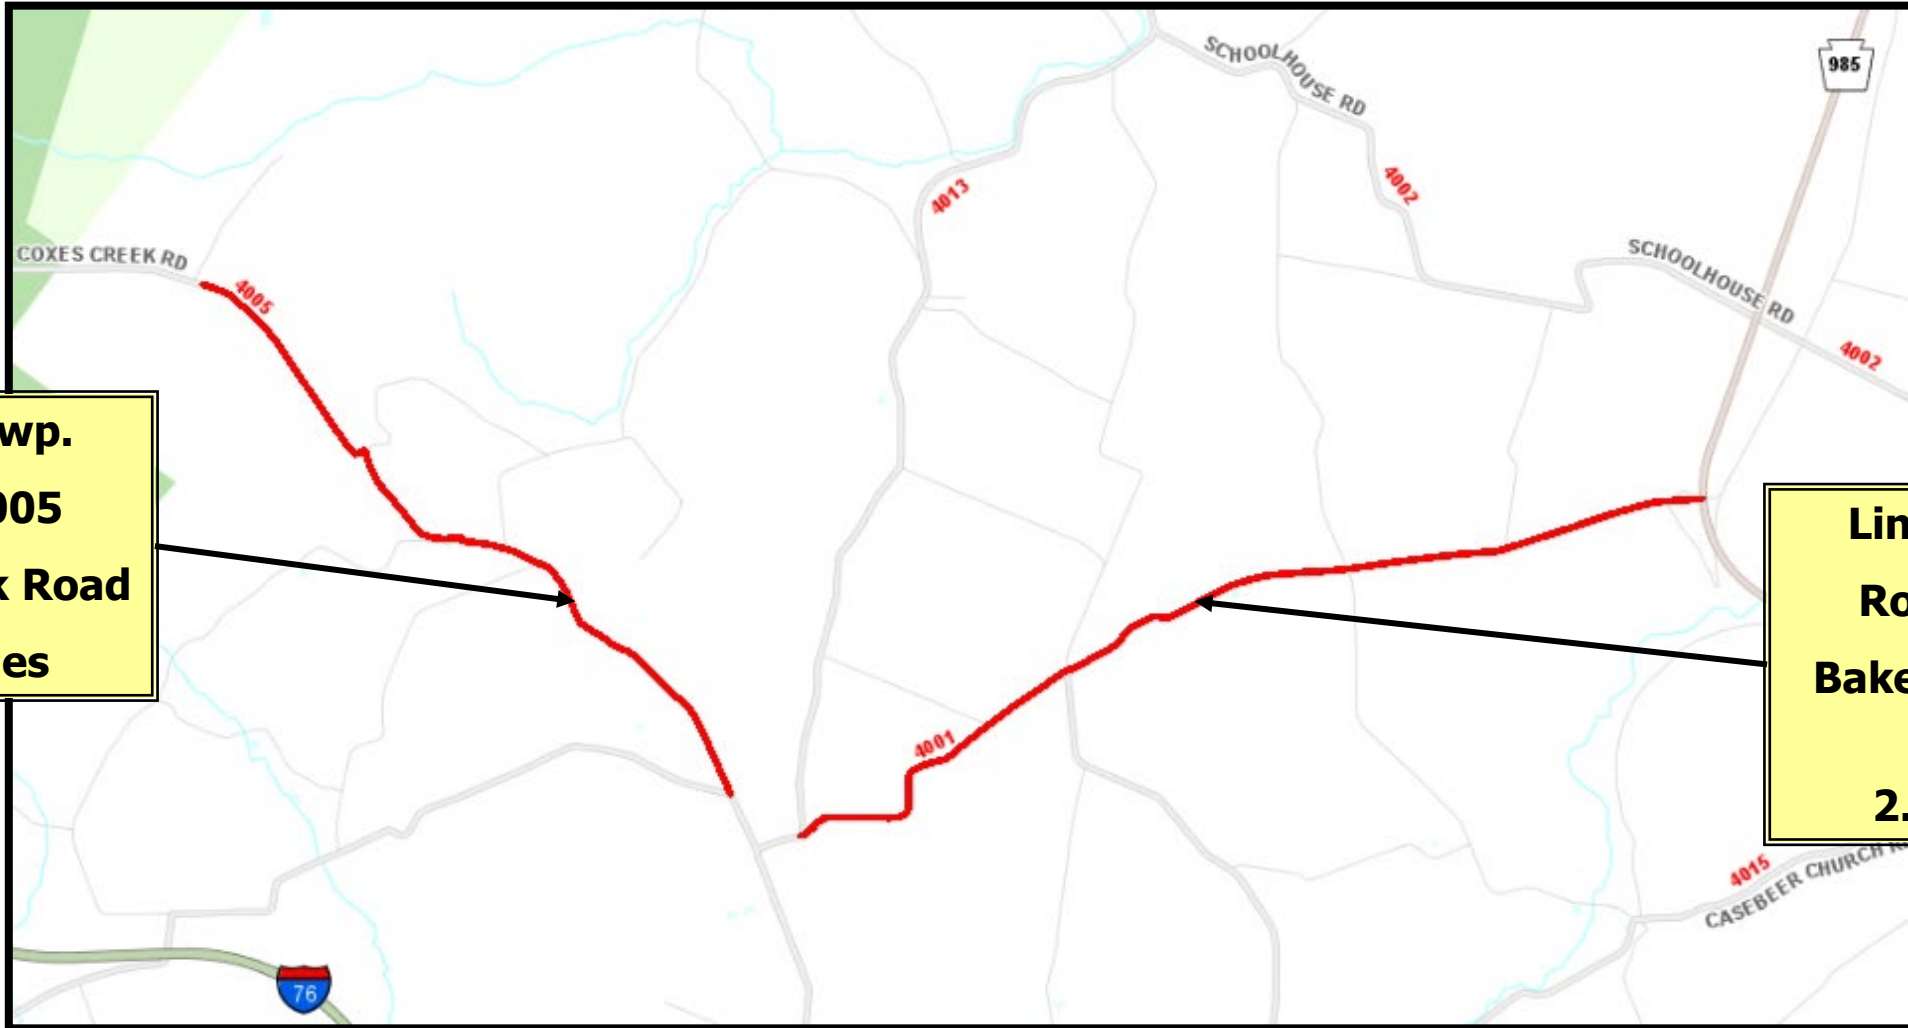 SCHOOLHOUSE RD
985
4002
4013
COXES CREEK RD
4005
SCHOOLHOUSE RD
4002
wp.
005
k Road
es
Lin
Ro
Bake
2.
4001
4015
CASEBEER CHURCH R
76